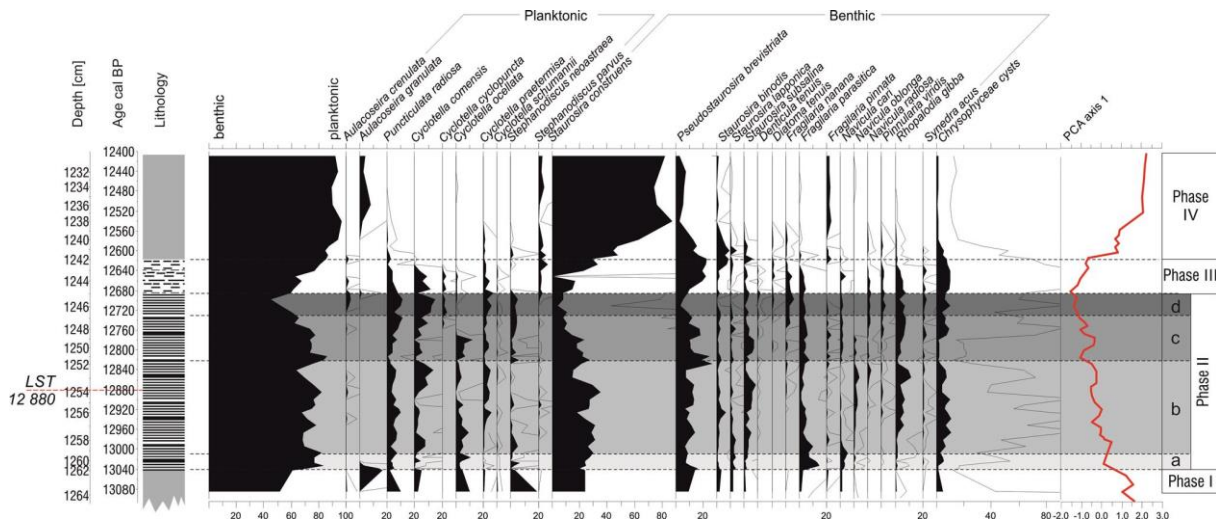 Planktonic
Benthic
Depth [cm]
Age cal BP
Lithology
benthic
planktonic
Aulacoseira crenulata
Aulacoseira granulata
Puncticulata radiosa
Cyclotella comensis
Cyclotella cyclopuncta
Cyclotella ocellata
Cyclotella praetermisa
Cyclotella schumannii
Stephanodiscus neoastraea
Stephanodiscus parvus
Staurosira construens
Pseudostaurosira brevistriata
Staurosira binodis
Staurosira lapponica
Staurosira subsalina
Denticula tenuis
Diatoma tenuis
Fragilaria nanana
Fragilaria parasitica
Fragilaria pinnata
Navicula cari
Navicula oblonga
Navicula radiosa
Pinnularia viridis
Rhopalodia gibba
Synedra acus
Chrysophyceae cysts
PCA axis 1
12400
1232 12440
1234 12480
1236 12520
1238 12560
1240 12600
1242 12640
1244 12680
1246 12720
1248 12760
1250 12800
1252 12840
LST 1254 12880
12 880
1256 12920
1258 12960
1260 13000
1262 13040
1264 13080
Phase IV
Phase III
Phase II
d
c
b
a
Phase I
20 40 60 80 100
20
20
20
20
20
20 40 60 80
20
20
20
20
40 80
-2.0 -1.0 0.0 1.0 2.0 3.0